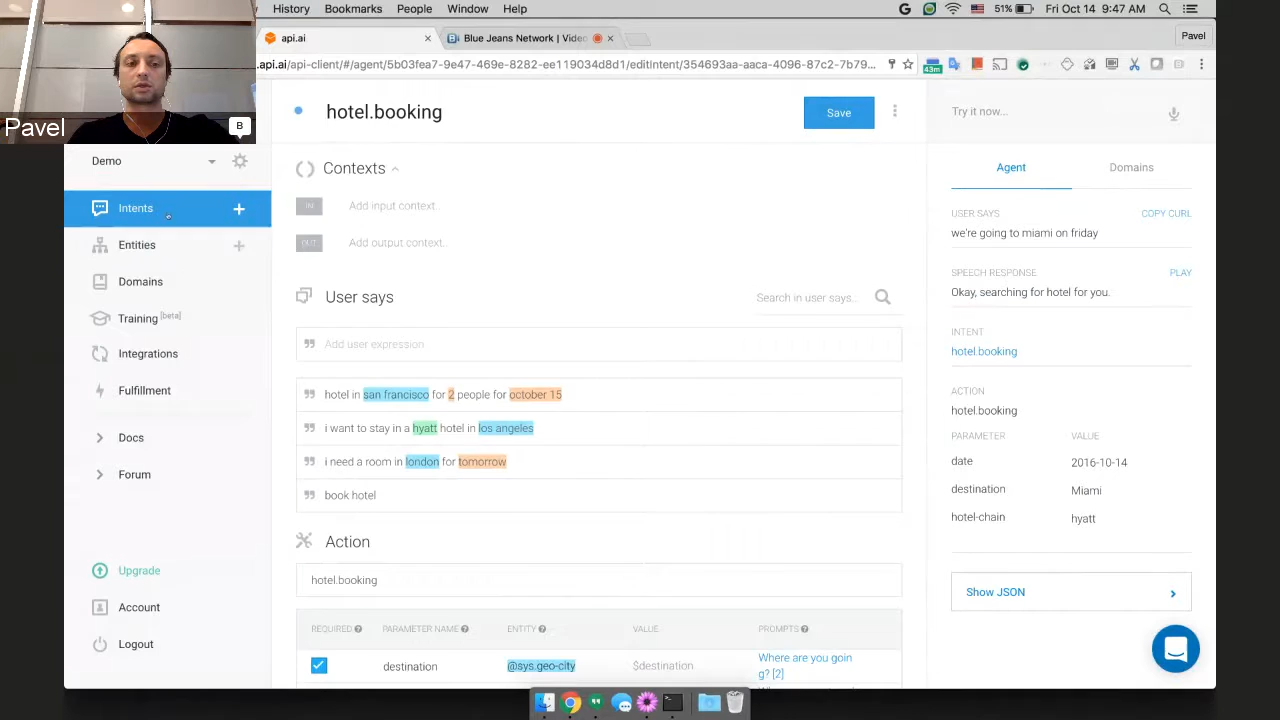 History Bookmarks People Window Help
51% Fri Oct 14 9:47 AM
api.ai
Blue Jeans Network | Video
Pavel
.api.ai/api-client/#/agent/5b03fea7-9e47-469e-8282-ee119034d8d1/editIntent/354693aa-aaca-4096-87c2-7b79...
43m
Pavel
B
Demo
Intents
Entities
Domains
Training [beta]
Integrations
Fulfillment
Docs
Forum
Upgrade
Account
Logout
hotel.booking
Save
Contexts
IN Add input context..
OUT Add output context..
User says
Search in user says..
Add user expression
hotel in san francisco for 2 people for october 15
i want to stay in a hyatt hotel in los angeles
i need a room in london for tomorrow
book hotel
Action
hotel.booking
REQUIRED PARAMETER NAME ENTITY VALUE PROMPTS
destination @sys.geo-city $destination Where are you goin
g? [2]
Try it now...
Agent Domains
USER SAYS COPY CURL
we're going to miami on friday
SPEECH RESPONSE PLAY
Okay, searching for hotel for you.
INTENT
hotel.booking
ACTION
hotel.booking
PARAMETER VALUE
date 2016-10-14
destination Miami
hotel-chain hyatt
Show JSON